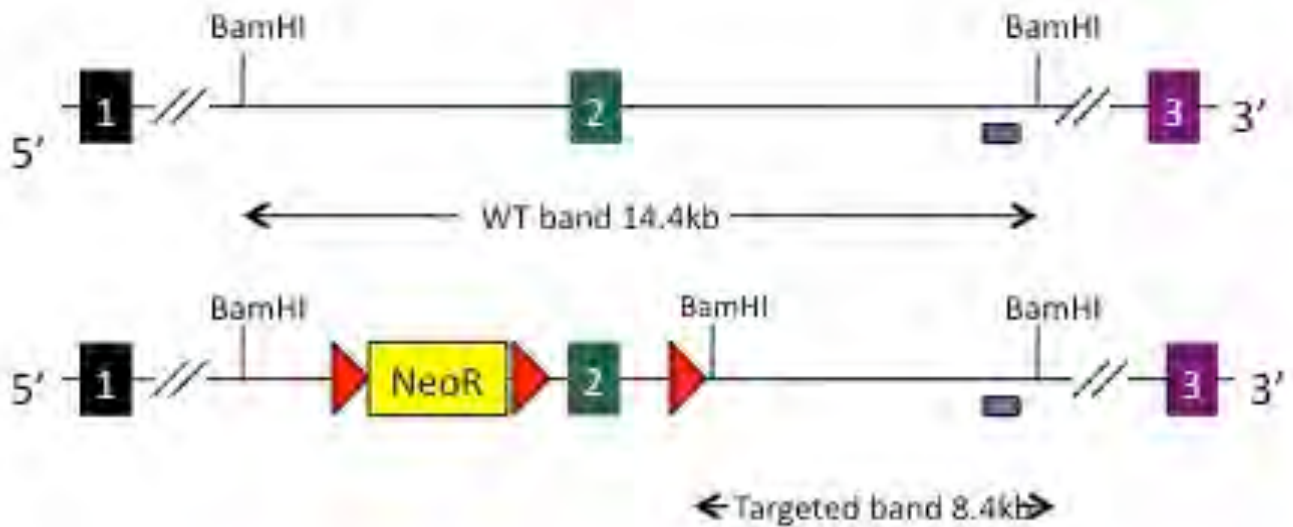 BamHI BamHI
5’ 1 2 3 3’
WT band 14.4kb
BamHI BamHI BamHI
5’ 1 NeoR 2 3 3’
Targeted band 8.4kb